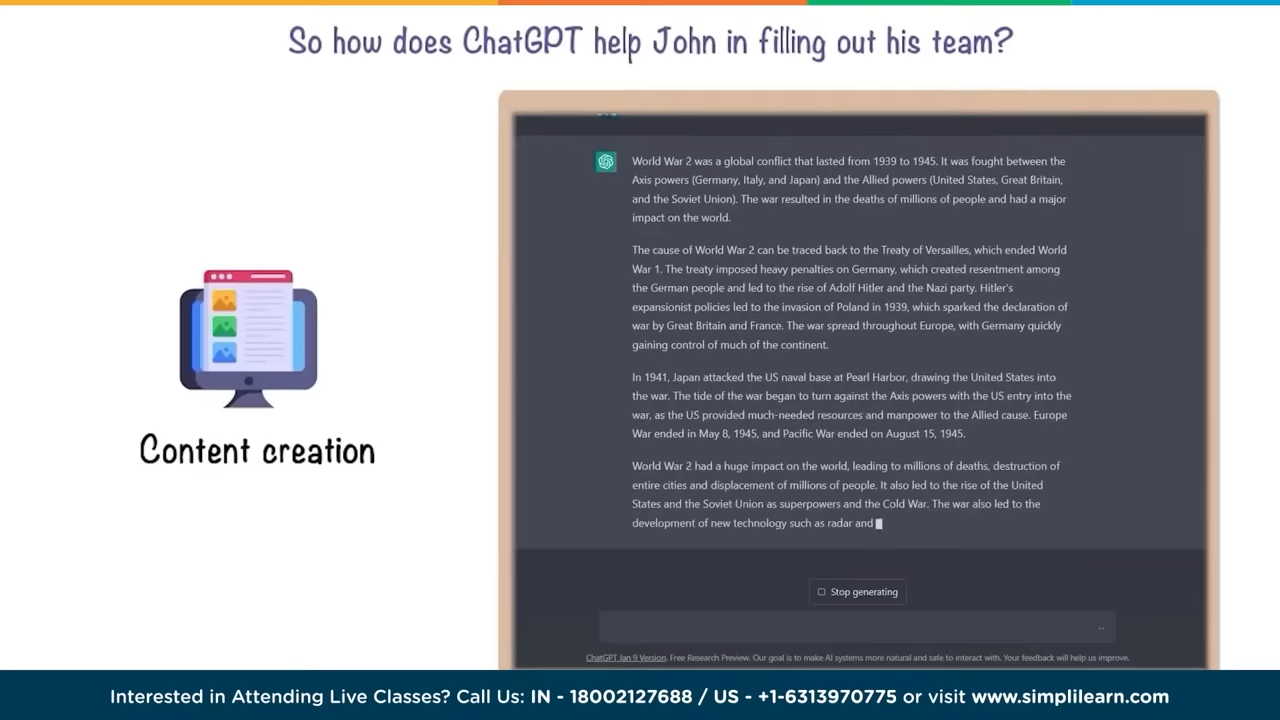 So how does ChatGPT help John in filling out his team?
World War 2 was a global conflict that lasted from 1939 to 1945. It was fought between the
Axis powers (Germany, Italy, and Japan) and the Allied powers (United States, Great Britain,
and the Soviet Union). The war resulted in the deaths of millions of people and had a major
impact on the world.
The cause of World War 2 can be traced back to the Treaty of Versailles, which ended World
War 1. The treaty imposed heavy penalties on Germany, which created resentment among
the German people and led to the rise of Adolf Hitler and the Nazi party. Hitler's
expansionist policies led to the invasion of Poland in 1939, which sparked the declaration of
war by Great Britain and France. The war spread throughout Europe, with Germany quickly
gaining control of much of the continent.
In 1941, Japan attacked the US naval base at Pearl Harbor, drawing the United States into
the war. The tide of the war began to turn against the Axis powers with the US entry into the
war, as the US provided much-needed resources and manpower to the Allied cause. Europe
War ended in May 8, 1945, and Pacific War ended on August 15, 1945.
World War 2 had a huge impact on the world, leading to millions of deaths, destruction of
entire cities and displacement of millions of people. It also led to the rise of the United
States and the Soviet Union as superpowers and the Cold War. The war also led to the
development of new technology such as radar and
Content creation
Stop generating
ChatGPT Jan 9 Version. Free Research Preview. Our goal is to make AI systems more natural and safe to interact with. Your feedback will help us improve.
Interested in Attending Live Classes? Call Us: IN - 18002127688 / US - +1-6313970775 or visit www.simplilearn.com